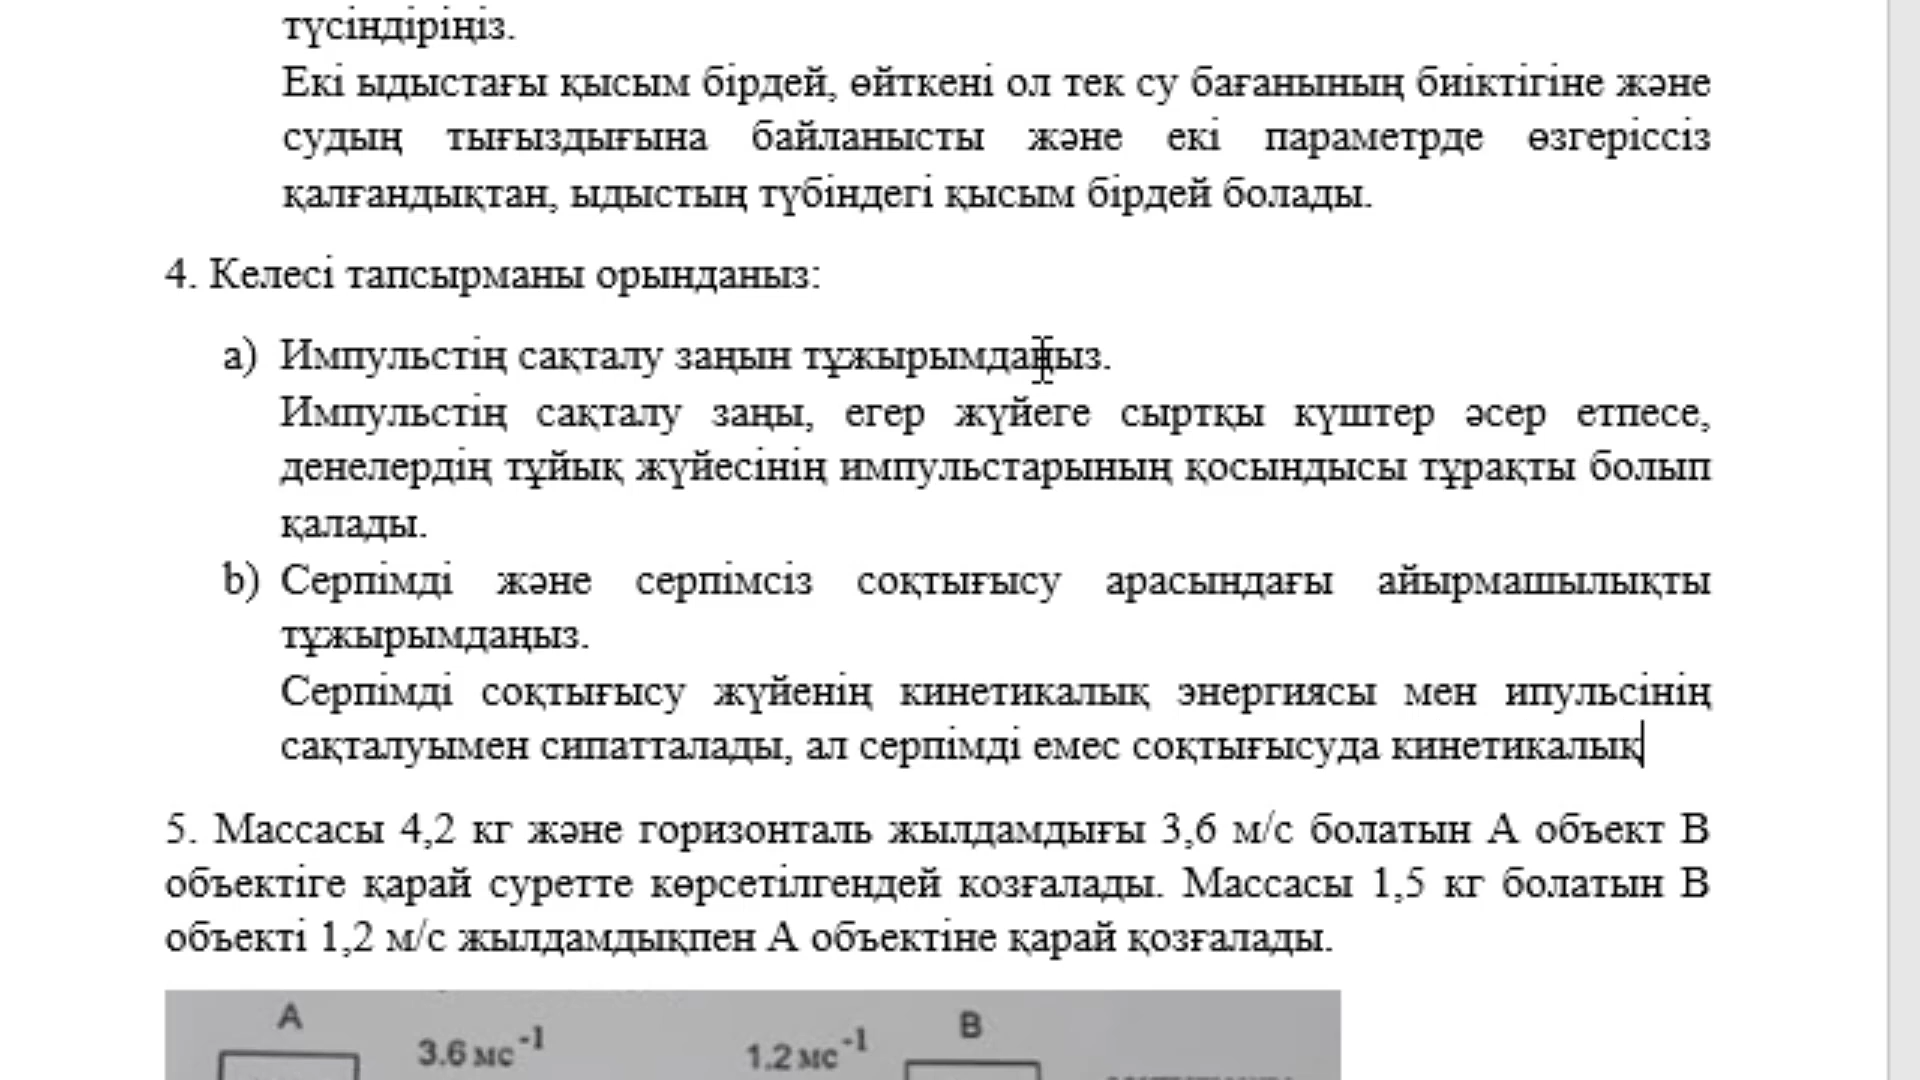 түсіндіріңіз.
Екі ыдыстағы қысым бірдей, өйткені ол тек су бағанының биіктігіне және
судың тығыздығына байланысты және екі параметрде өзгеріссіз
қалғандықтан, ыдыстың түбіндегі қысым бірдей болады.
4. Келесі тапсырманы орынданыз:
a) Импульстің сақталу заңын тұжырымдаңыз.
Импульстің сақталу заңы, егер жүйеге сыртқы күштер әсер етпесе,
денелердің тұйық жүйесінің импульстарының қосындысы тұрақты болып
қалады.
b) Серпімді және серпімсіз соқтығысу арасындағы айырмашылықты
тұжырымдаңыз.
Серпімді соқтығысу жүйенің кинетикалық энергиясы мен ипульсінің
сақталуымен сипатталады, ал серпімді емес соқтығысуда кинетикалық
5. Массасы 4,2 кг және горизонталь жылдамдығы 3,6 м/с болатын А объект В
объектіге қарай суретте көрсетілгендей козғалады. Массасы 1,5 кг болатын В
объекті 1,2 м/с жылдамдықпен А объектіне қарай қозғалады.
A
B
3.6 мс⁻¹
1.2 мс⁻¹